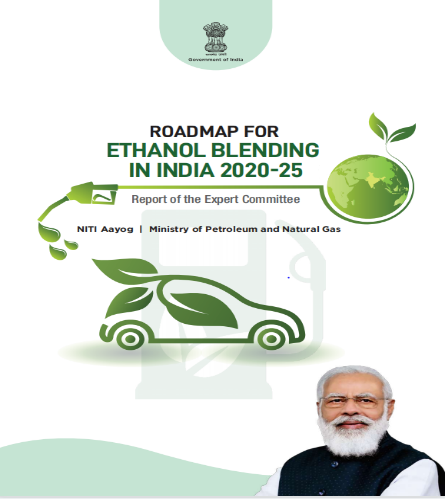 Government of India
ROADMAP FOR
ETHANOL BLENDING
IN INDIA 2020-25
Report of the Expert Committee
NITI Aayog | Ministry of Petroleum and Natural Gas